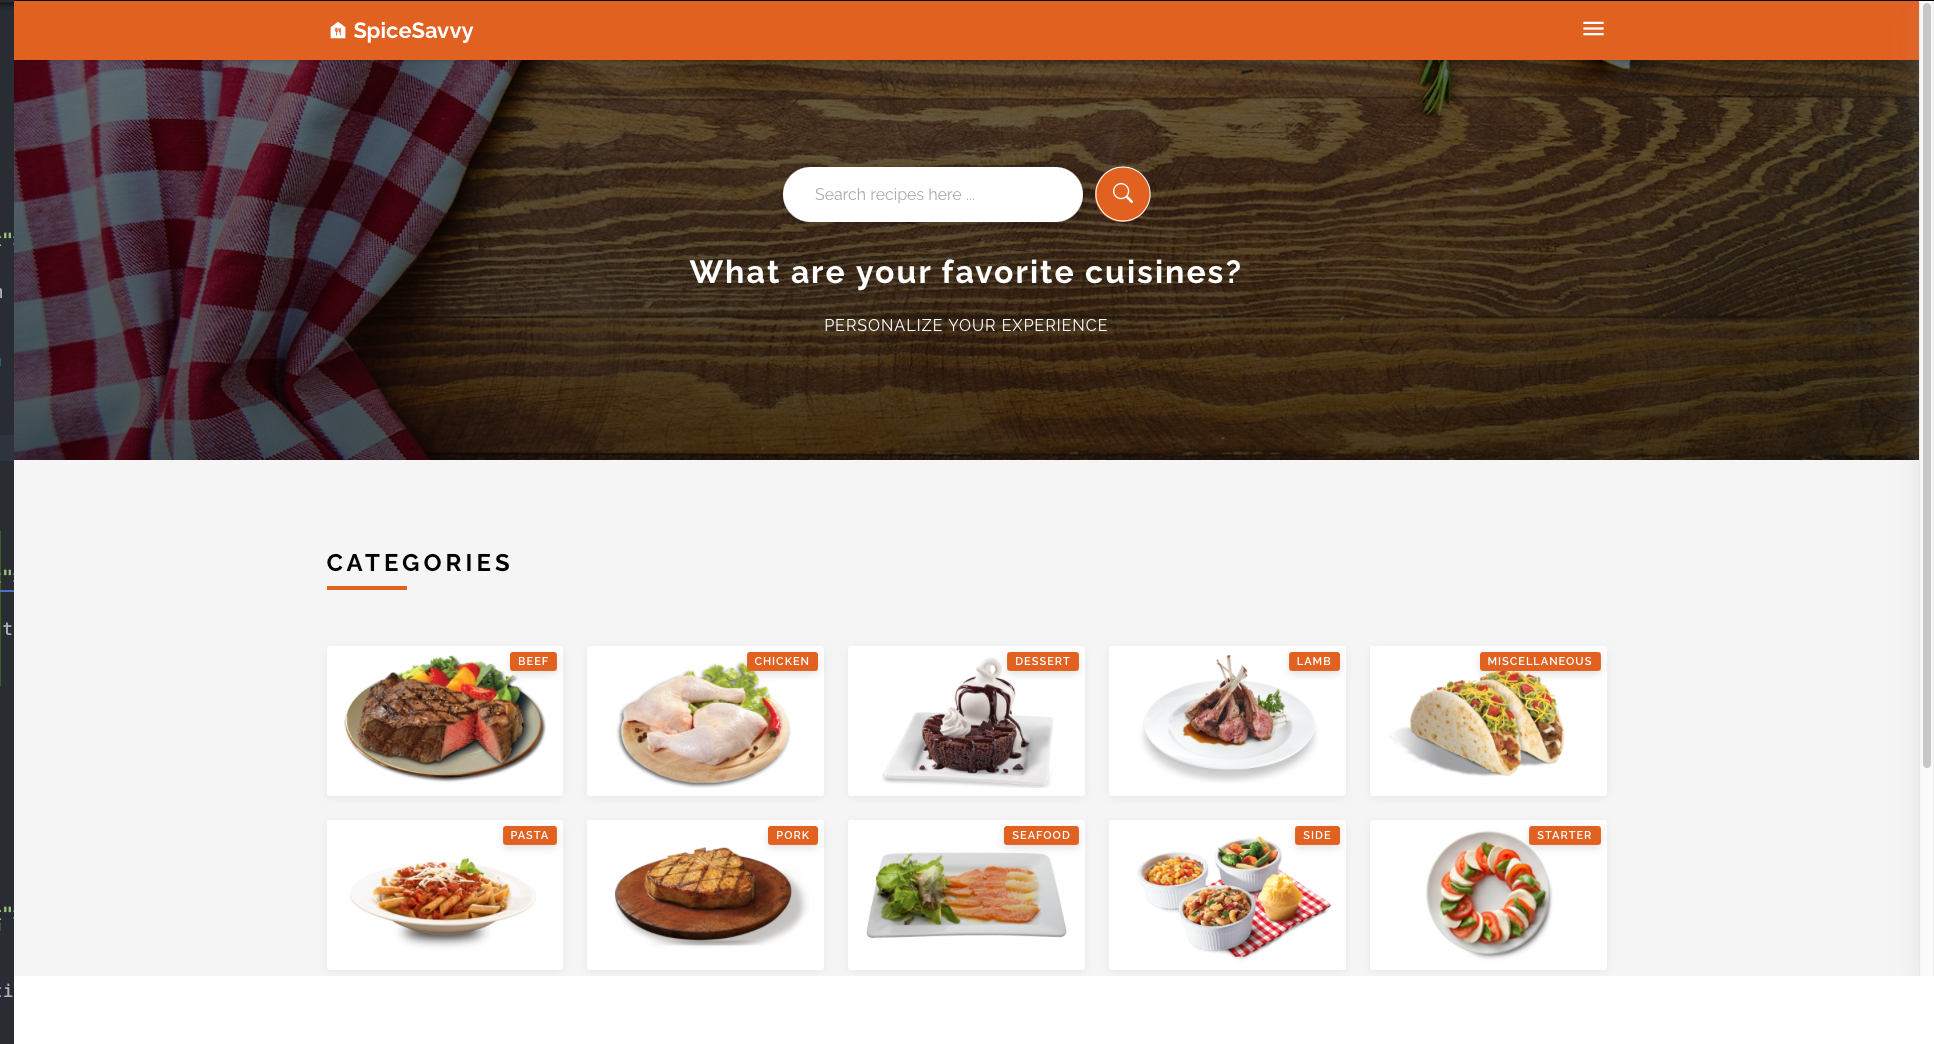 SpiceSavvy
Search recipes here ...
What are your favorite cuisines?
PERSONALIZE YOUR EXPERIENCE
CATEGORIES
BEEF
CHICKEN
DESSERT
LAMB
MISCELLANEOUS
PASTA
PORK
SEAFOOD
SIDE
STARTER